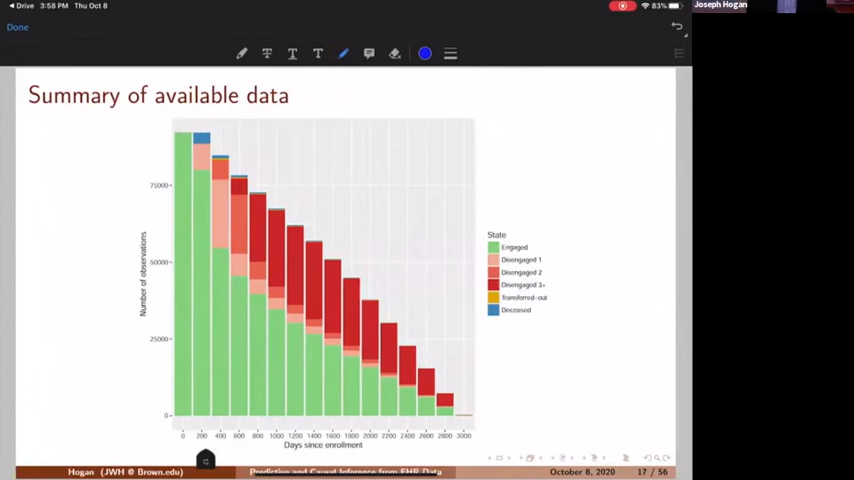 Drive 3:58 PM Thu Oct 8 83%
Joseph Hogan
Done
Summary of available data
Number of observations
75000
50000
25000
0
0 200 400 600 800 1000 1200 1400 1600 1800 2000 2200 2400 2600 2800 3000
Days since enrollment
State
Engaged
Disengaged 1
Disengaged 2
Disengaged 3+
Transferred-out
Deceased
Hogan (JWH @ Brown.edu) Predictive and Causal Inference from EHR Data October 8, 2020 17 / 56